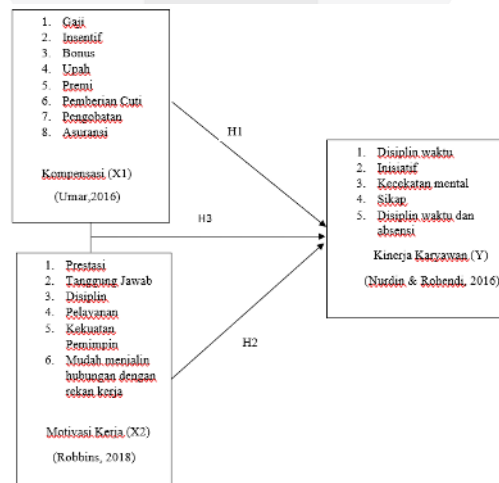 1. Gaji
2. Insentif
3. Bonus
4. Upah
5. Premi
6. Pemberian Cuti
7. Pengobatan
8. Asuransi
Kompensasi (X1)
(Umar,2016)
H1
H3
H2
1. Prestasi
2. Tanggung Jawab
3. Disiplin
4. Pelayanan
5. Kekuatan
Pemimpin
6. Mudah menjalin
hubungan dengan
rekan kerja
Motivasi Kerja (X2)
(Robbins, 2018)
1. Disiplin waktu
2. Inisiatif
3. Kecekatan mental
4. Sikap
5. Disiplin waktu dan
absensi
Kinerja Karyawan (Y)
(Nurdin & Rohendi, 2016)